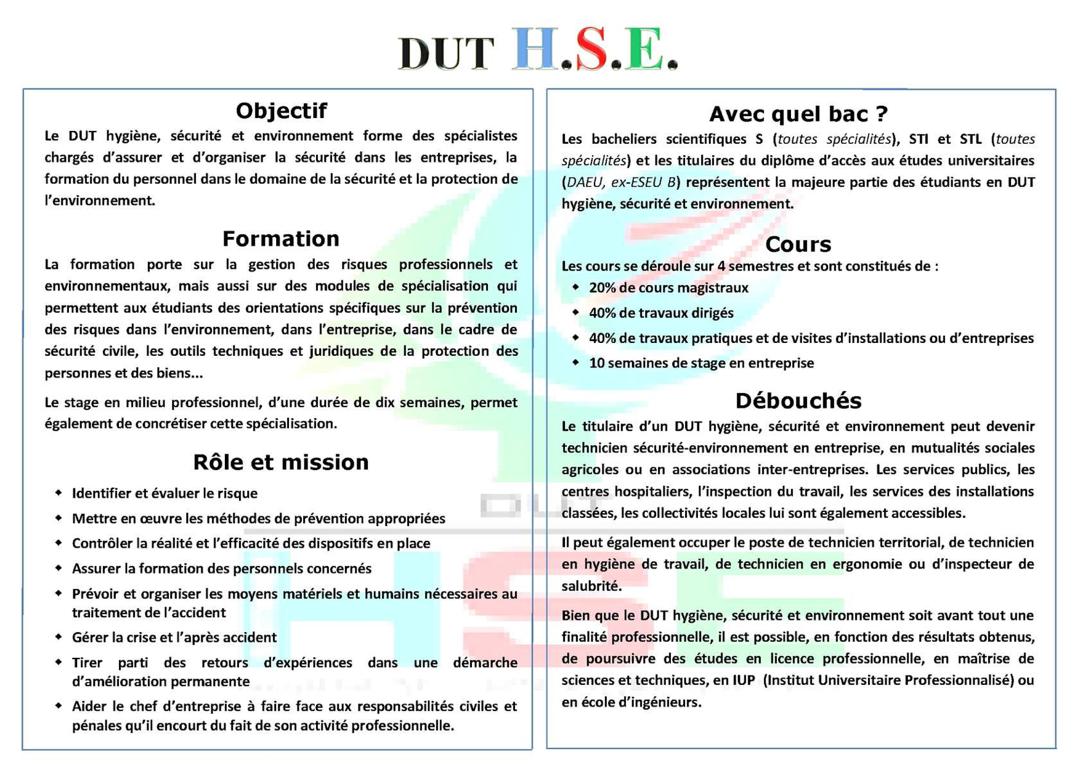 DUT H.S.E.
Objectif
Le DUT hygiène, sécurité et environnement forme des spécialistes
chargés d’assurer et d’organiser la sécurité dans les entreprises, la
formation du personnel dans le domaine de la sécurité et la protection de
l’environnement.
Formation
La formation porte sur la gestion des risques professionnels et
environnementaux, mais aussi sur des modules de spécialisation qui
permettent aux étudiants des orientations spécifiques sur la prévention
des risques dans l’environnement, dans l’entreprise, dans le cadre de
sécurité civile, les outils techniques et juridiques de la protection des
personnes et des biens...
Le stage en milieu professionnel, d’une durée de dix semaines, permet
également de concrétiser cette spécialisation.
Rôle et mission
◆ Identifier et évaluer le risque
◆ Mettre en œuvre les méthodes de prévention appropriées
◆ Contrôler la réalité et l’efficacité des dispositifs en place
◆ Assurer la formation des personnels concernés
◆ Prévoir et organiser les moyens matériels et humains nécessaires au
traitement de l’accident
◆ Gérer la crise et l’après accident
◆ Tirer parti des retours d’expériences dans une démarche
d’amélioration permanente
◆ Aider le chef d’entreprise à faire face aux responsabilités civiles et
pénales qu’il encourt du fait de son activité professionnelle.
Avec quel bac ?
Les bacheliers scientifiques S (toutes spécialités), STI et STL (toutes
spécialités) et les titulaires du diplôme d’accès aux études universitaires
(DAEU, ex-ESEU B) représentent la majeure partie des étudiants en DUT
hygiène, sécurité et environnement.
Cours
Les cours se déroule sur 4 semestres et sont constitués de :
◆ 20% de cours magistraux
◆ 40% de travaux dirigés
◆ 40% de travaux pratiques et de visites d’installations ou d’entreprises
◆ 10 semaines de stage en entreprise
Débouchés
Le titulaire d’un DUT hygiène, sécurité et environnement peut devenir
technicien sécurité-environnement en entreprise, en mutualités sociales
agricoles ou en associations inter-entreprises. Les services publics, les
centres hospitaliers, l’inspection du travail, les services des installations
classées, les collectivités locales lui sont également accessibles.
Il peut également occuper le poste de technicien territorial, de technicien
en hygiène de travail, de technicien en ergonomie ou d’inspecteur de
salubrité.
Bien que le DUT hygiène, sécurité et environnement soit avant tout une
finalité professionnelle, il est possible, en fonction des résultats obtenus,
de poursuivre des études en licence professionnelle, en maîtrise de
sciences et techniques, en IUP (Institut Universitaire Professionnalisé) ou
en école d’ingénieurs.
DUT
HSE